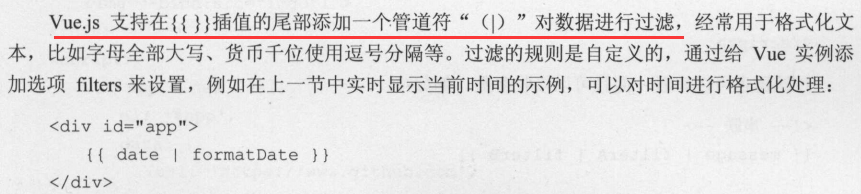 Vue.js 支持在{{ }}插值的尾部添加一个管道符“（|）”对数据进行过滤，经常用于格式化文
本，比如字母全部大写、货币千位使用逗号分隔等。过滤的规则是自定义的，通过给 Vue 实例添
加选项 filters 来设置，例如在上一节中实时显示当前时间的示例，可以对时间进行格式化处理：
<div id="app">
{{ date | formatDate }}
</div>